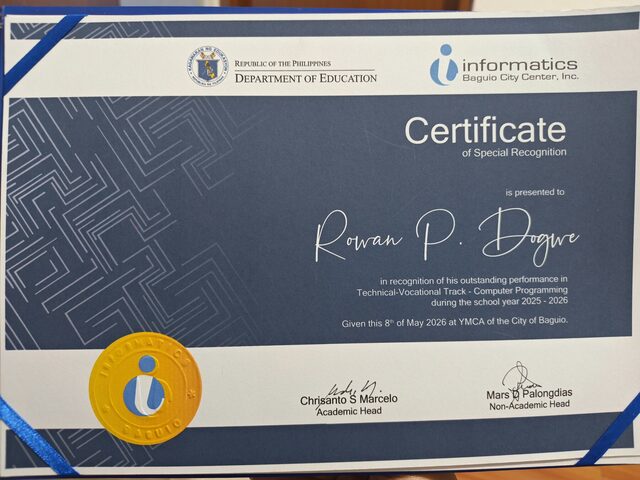 REPUBLIC OF THE PHILIPPINES
DEPARTMENT OF EDUCATION
informatics
Baguio City Center, Inc.
Certificate
of Special Recognition
is presented to
Rowan P. Dogwe
in recognition of his outstanding performance in
Technical-Vocational Track - Computer Programming
during the school year 2025 - 2026
Given this 8th of May 2026 at YMCA of the City of Baguio.
INFORMATICS
BAGUIO
Chrisanto S Marcelo
Academic Head
Mars D Palongdias
Non-Academic Head